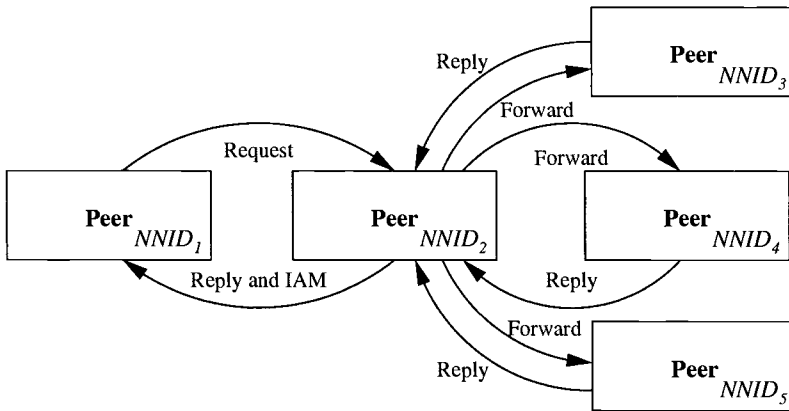 Peer
NNID3
Reply
Forward
Request
Forward
Peer
NNID1
Peer
NNID2
Peer
NNID4
Reply and IAM
Reply
Forward
Reply
Peer
NNID5